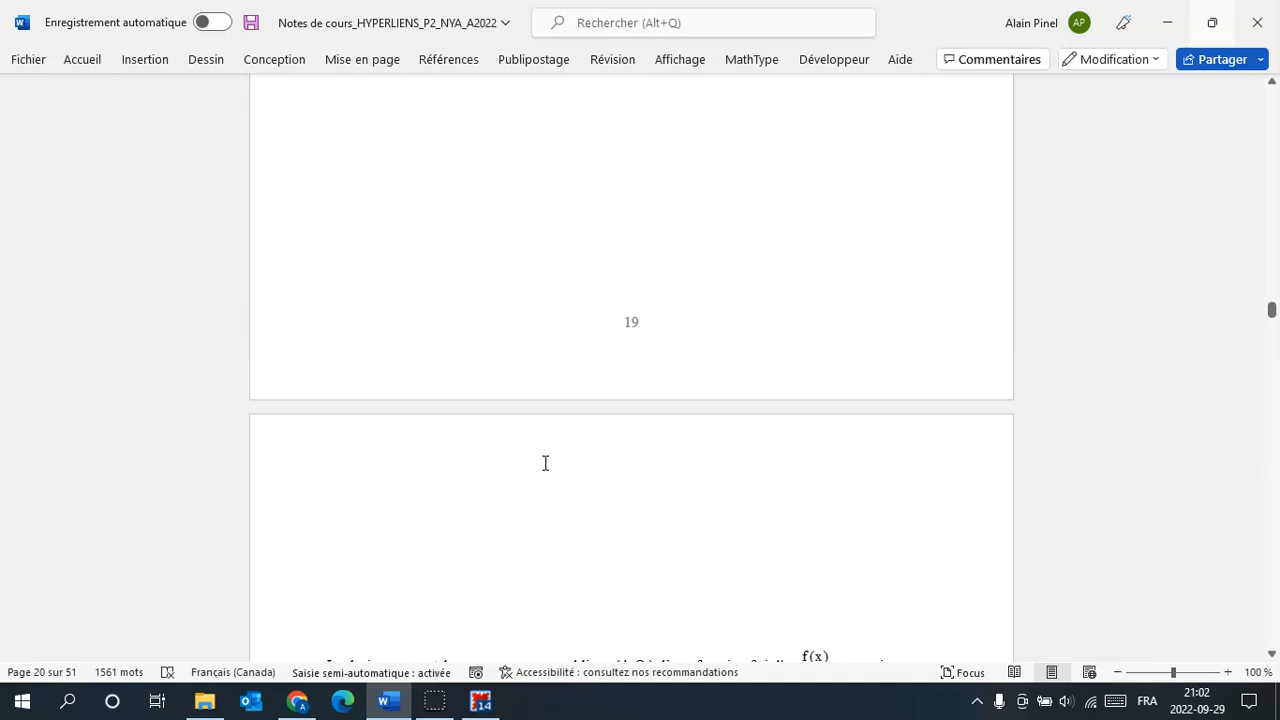 Enregistrement automatique
Notes de cours_HYPERLIENS_P2_NYA_A2022
Rechercher (Alt+Q)
Alain Pinel
AP
Fichier
Accueil
Insertion
Dessin
Conception
Mise en page
Références
Publipostage
Révision
Affichage
MathType
Développeur
Aide
Commentaires
Modification
Partager
19
f(x)
Page 20 sur 51
1561 mots
Français (Canada)
Saisie semi-automatique : activée
Accessibilité : consultez nos recommandations
Focus
100 %
14
FRA
21:02
2022-09-29